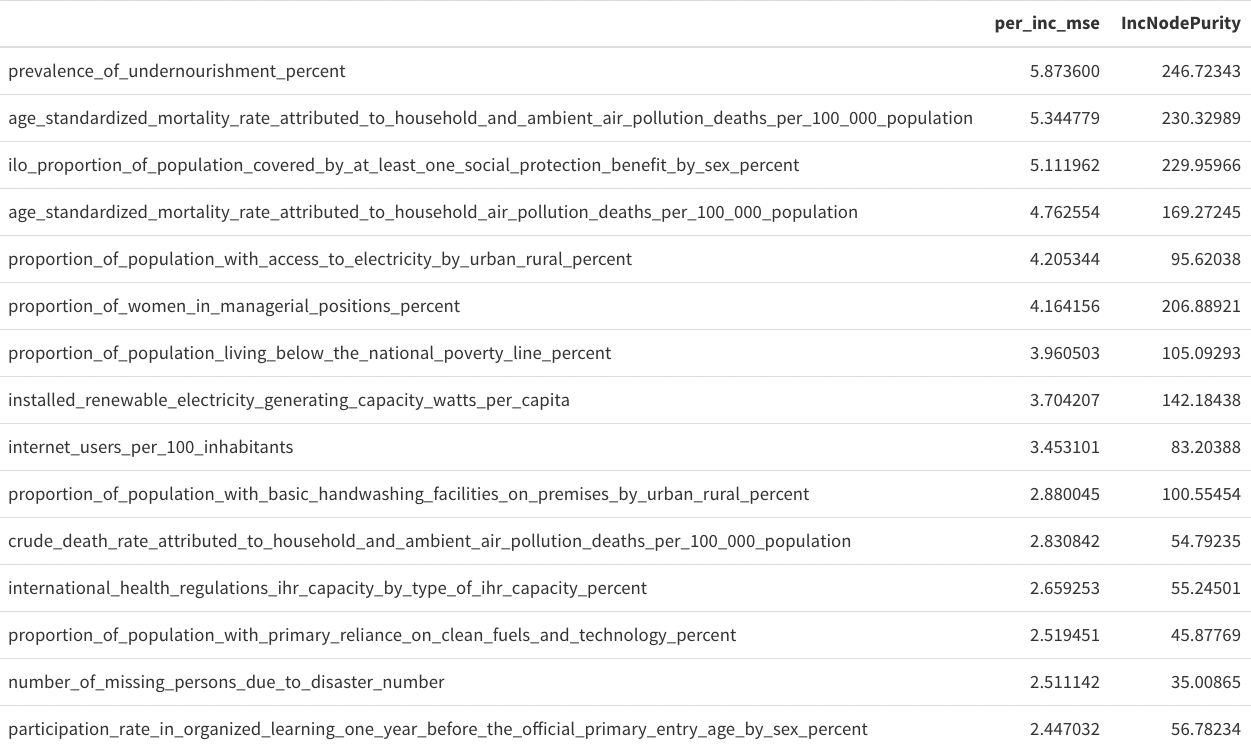 per_inc_mse IncNodePurity
prevalence_of_undernourishment_percent 5.873600 246.72343
age_standardized_mortality_rate_attributed_to_household_and_ambient_air_pollution_deaths_per_100_000_population 5.344779 230.32989
ilo_proportion_of_population_covered_by_at_least_one_social_protection_benefit_by_sex_percent 5.111962 229.95966
age_standardized_mortality_rate_attributed_to_household_air_pollution_deaths_per_100_000_population 4.762554 169.27245
proportion_of_population_with_access_to_electricity_by_urban_rural_percent 4.205344 95.62038
proportion_of_women_in_managerial_positions_percent 4.164156 206.88921
proportion_of_population_living_below_the_national_poverty_line_percent 3.960503 105.09293
installed_renewable_electricity_generating_capacity_watts_per_capita 3.704207 142.18438
internet_users_per_100_inhabitants 3.453101 83.20388
proportion_of_population_with_basic_handwashing_facilities_on_premises_by_urban_rural_percent 2.880045 100.55454
crude_death_rate_attributed_to_household_and_ambient_air_pollution_deaths_per_100_000_population 2.830842 54.79235
international_health_regulations_ihr_capacity_by_type_of_ihr_capacity_percent 2.659253 55.24501
proportion_of_population_with_primary_reliance_on_clean_fuels_and_technology_percent 2.519451 45.87769
number_of_missing_persons_due_to_disaster_number 2.511142 35.00865
participation_rate_in_organized_learning_one_year_before_the_official_primary_entry_age_by_sex_percent 2.447032 56.78234